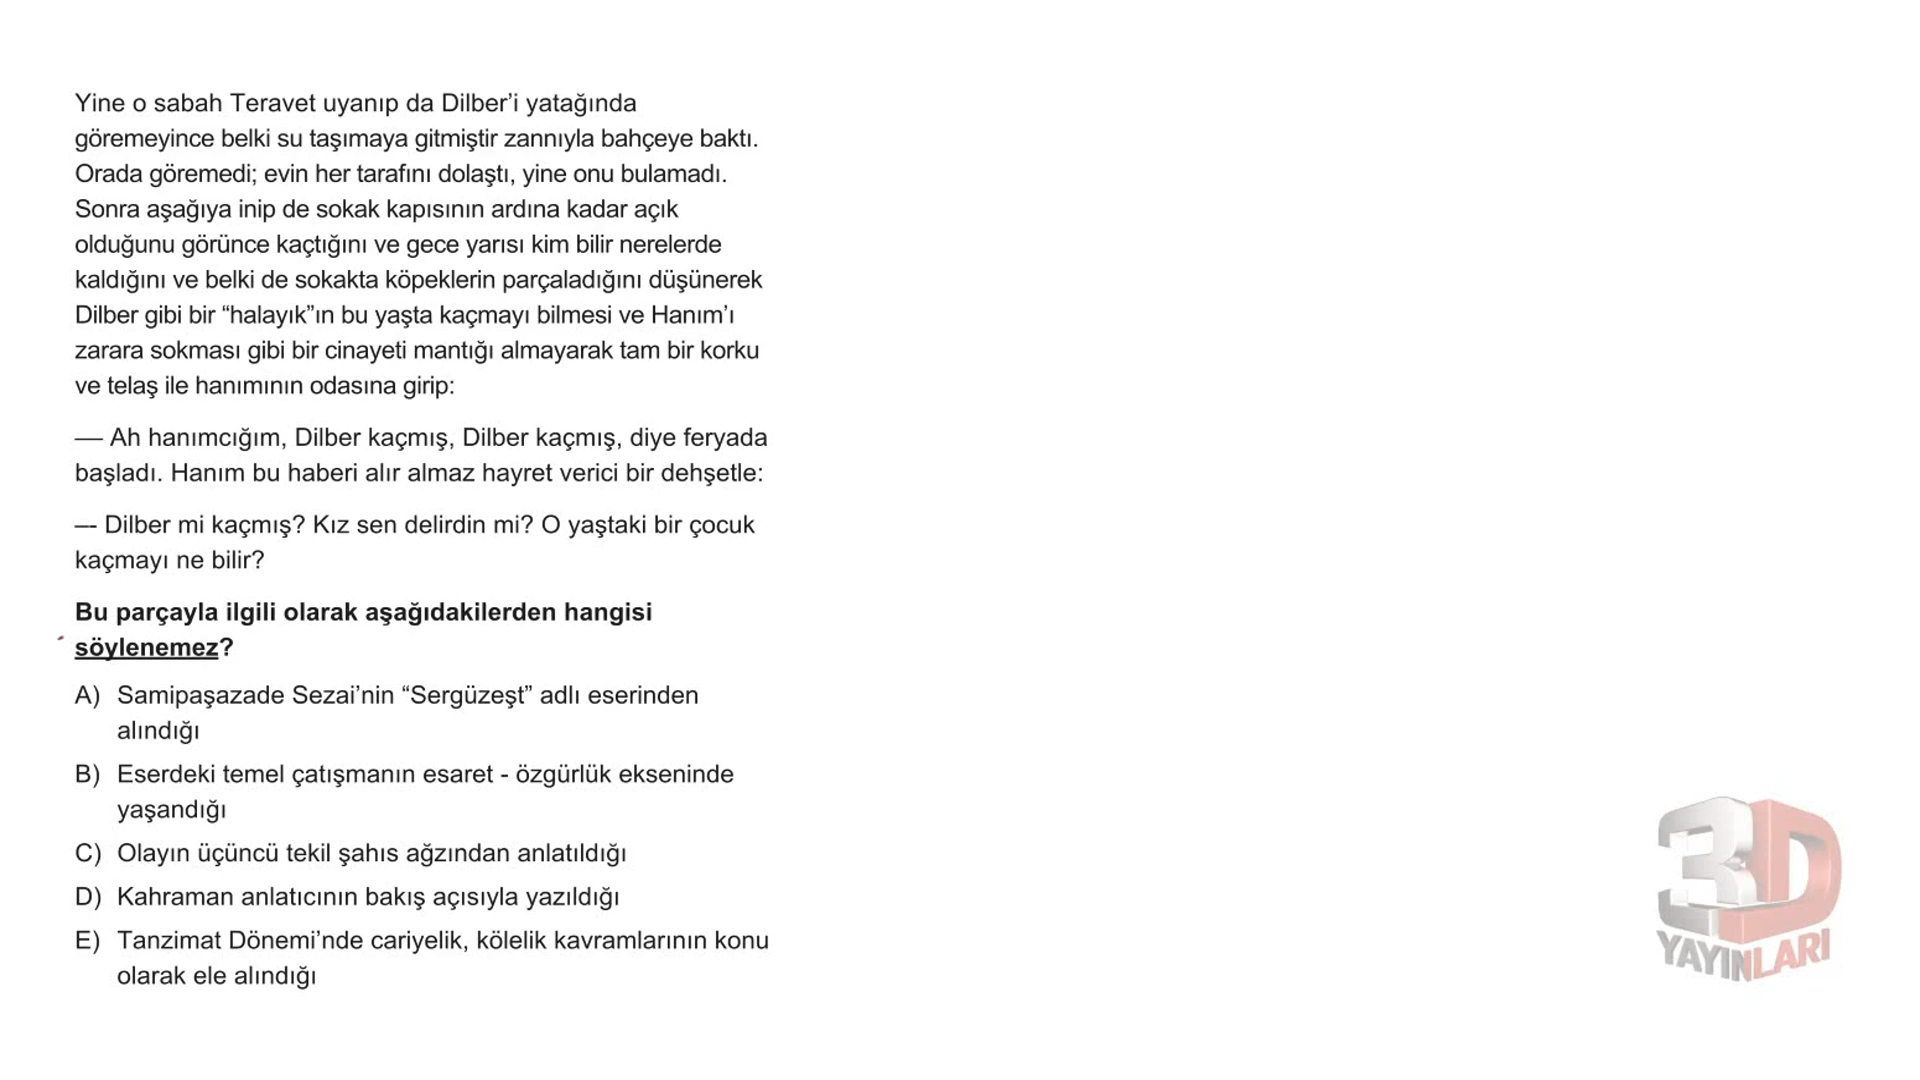 Yine o sabah Teravet uyanıp da Dilber’i yatağında
göremeyince belki su taşımaya gitmiştir zannıyla bahçeye baktı.
Orada göremedi; evin her tarafını dolaştı, yine onu bulamadı.
Sonra aşağıya inip de sokak kapısının ardına kadar açık
olduğunu görünce kaçtığını ve gece yarısı kim bilir nerelerde
kaldığını ve belki de sokakta köpeklerin parçaladığını düşünerek
Dilber gibi bir “halayık”ın bu yaşta kaçmayı bilmesi ve Hanım’ı
zarara sokması gibi bir cinayeti mantığı almayarak tam bir korku
ve telaş ile hanımının odasına girip:
–– Ah hanımcığım, Dilber kaçmış, Dilber kaçmış, diye feryada
başladı. Hanım bu haberi alır almaz hayret verici bir dehşetle:
–- Dilber mi kaçmış? Kız sen delirdin mi? O yaştaki bir çocuk
kaçmayı ne bilir?
Bu parçayla ilgili olarak aşağıdakilerden hangisi
söylenemez?
A) Samipaşazade Sezai’nin “Sergüzeşt” adlı eserinden
alındığı
B) Eserdeki temel çatışmanın esaret - özgürlük ekseninde
yaşandığı
C) Olayın üçüncü tekil şahıs ağzından anlatıldığı
D) Kahraman anlatıcının bakış açısıyla yazıldığı
E) Tanzimat Dönemi’nde cariyelik, kölelik kavramlarının konu
olarak ele alındığı
3D
YAYINLARI